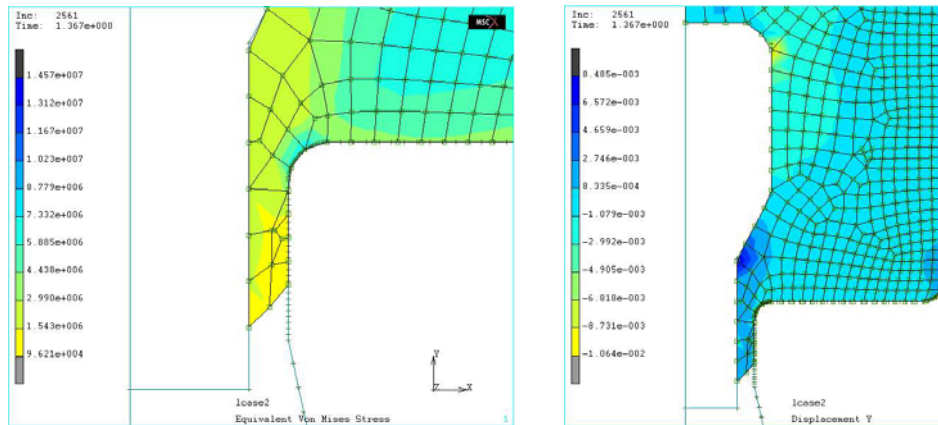 Inc: 2561
Time: 1.367e+000
MSC X
1.457e+007
1.312e+007
1.167e+007
1.023e+007
8.779e+006
7.332e+006
5.885e+006
4.438e+006
2.990e+006
1.543e+006
9.621e+004
Y
Z X
lcase2
Equivalent Von Mises Stress
1
Inc: 2561
Time: 1.367e+000
8.485e-003
6.572e-003
4.659e-003
2.746e-003
8.335e-004
-1.079e-003
-2.992e-003
-4.905e-003
-6.818e-003
-8.731e-003
-1.064e-002
lcase2
Displacement Y